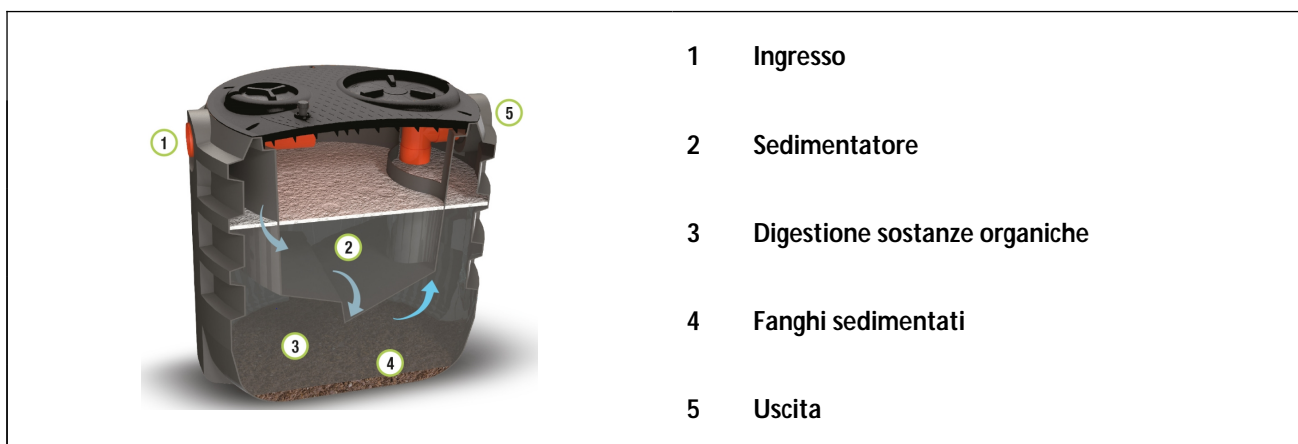 1 Ingresso
2 Sedimentatore
3 Digestione sostanze organiche
4 Fanghi sedimentati
5 Uscita
1
5
2
3
4